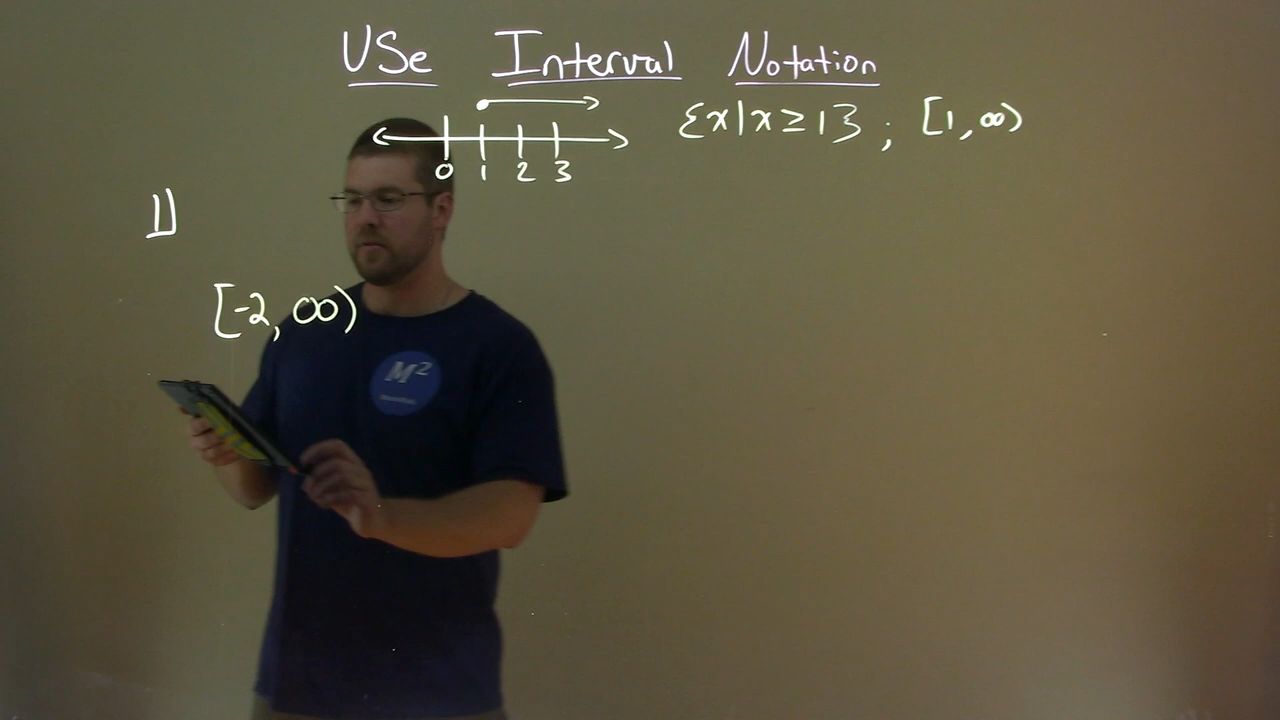 USe Interval Notation
{x|x≥1} ; [1,∞)
0 1 2 3
1)
[-2,∞)
M²